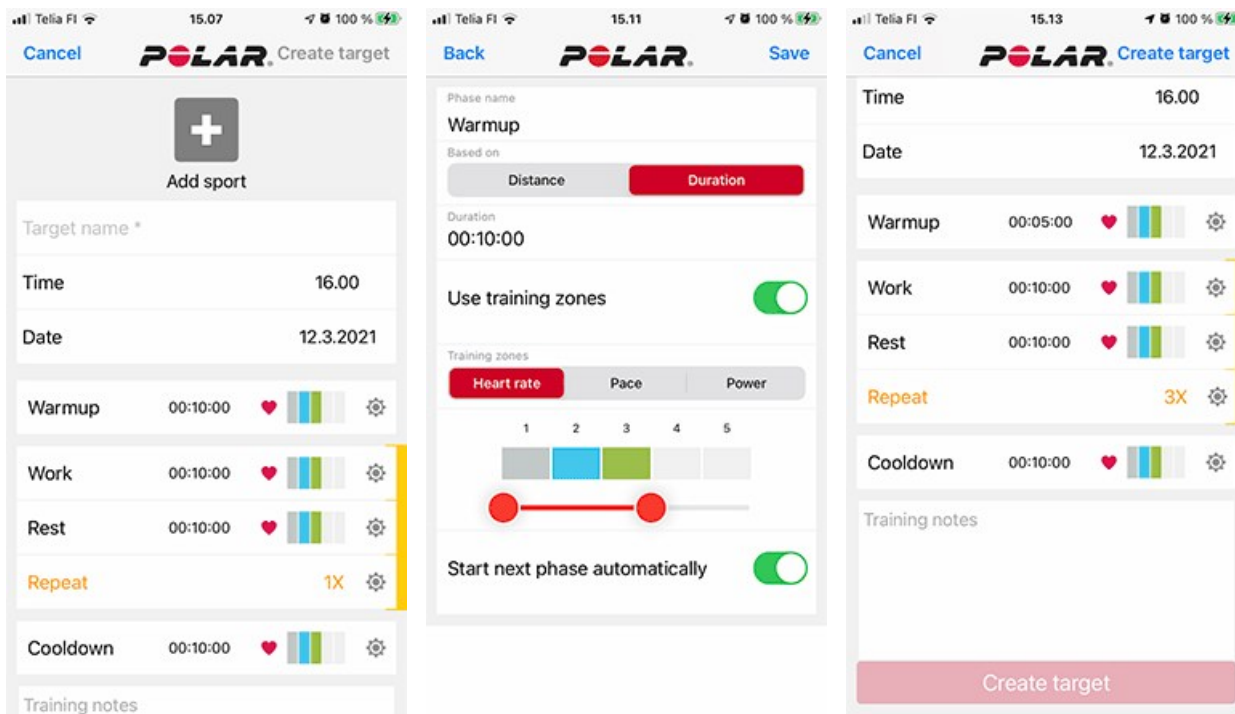 Telia FI 15.07 100 %
Cancel POLAR. Create target
Add sport
Target name *
Time 16.00
Date 12.3.2021
Warmup 00:10:00
Work 00:10:00
Rest 00:10:00
Repeat 1X
Cooldown 00:10:00
Training notes
Telia FI 15.11 100 %
Back POLAR. Save
Phase name
Warmup
Based on
Distance Duration
Duration
00:10:00
Use training zones
Training zones
Heart rate Pace Power
1 2 3 4 5
Start next phase automatically
Telia FI 15.13 100 %
Cancel POLAR. Create target
Time 16.00
Date 12.3.2021
Warmup 00:05:00
Work 00:10:00
Rest 00:10:00
Repeat 3X
Cooldown 00:10:00
Training notes
Create target